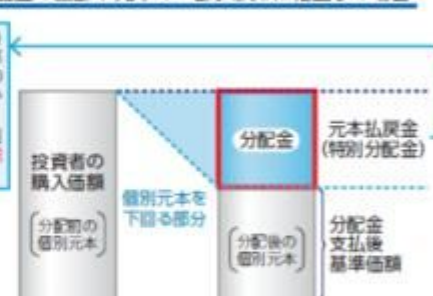 投資者の
購入価額
(分配前の
個別元本)
個別元本を
下回る部分
分配金
(分配後の
個別元本)
元本払戻金
(特別分配金)
分配金
支払後
基準価額